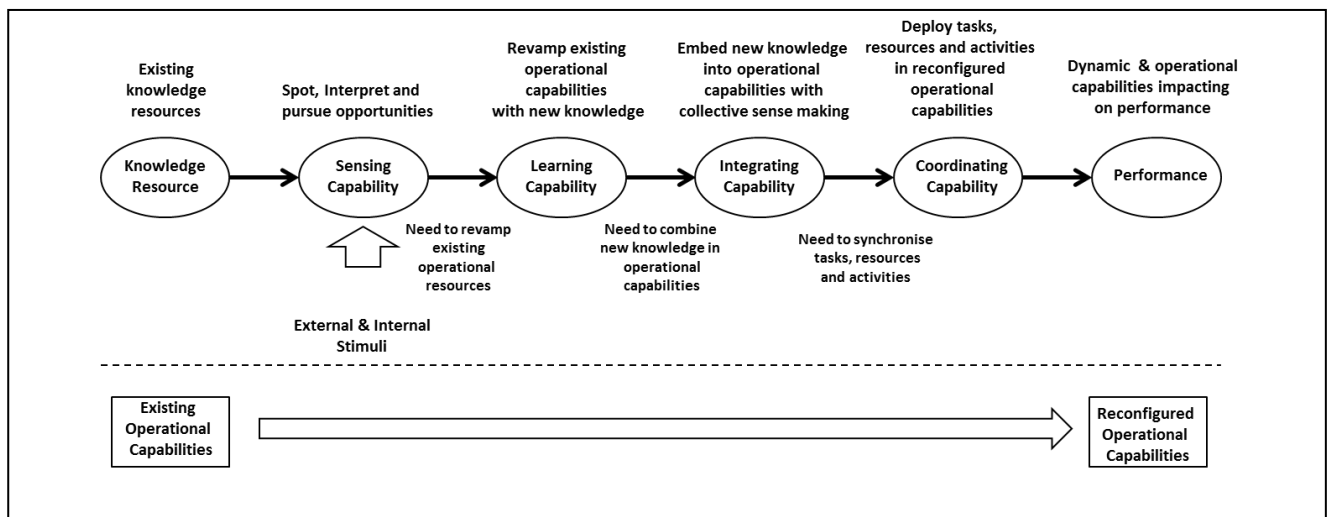 Existing
knowledge
resources
Spot, Interpret and
pursue opportunities
Revamp existing
operational
capabilities
with new knowledge
Embed new knowledge
into operational
capabilities with
collective sense making
Deploy tasks,
resources and activities
in reconfigured
operational
capabilities
Dynamic & operational
capabilities impacting
on performance
Knowledge
Resource
Sensing
Capability
Learning
Capability
Integrating
Capability
Coordinating
Capability
Performance
Need to revamp
existing
operational
resources
Need to combine
new knowledge in
operational
capabilities
Need to synchronise
tasks, resources
and activities
External & Internal
Stimuli
Existing
Operational
Capabilities
Reconfigured
Operational
Capabilities